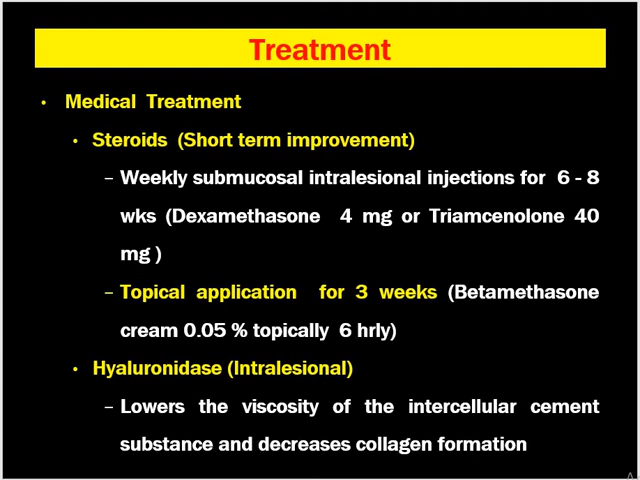 Treatment
• Medical Treatment
• Steroids (Short term improvement)
– Weekly submucosal intralesional injections for 6 - 8
wks (Dexamethasone 4 mg or Triamcenolone 40
mg )
– Topical application for 3 weeks (Betamethasone
cream 0.05 % topically 6 hrly)
• Hyaluronidase (Intralesional)
– Lowers the viscosity of the intercellular cement
substance and decreases collagen formation